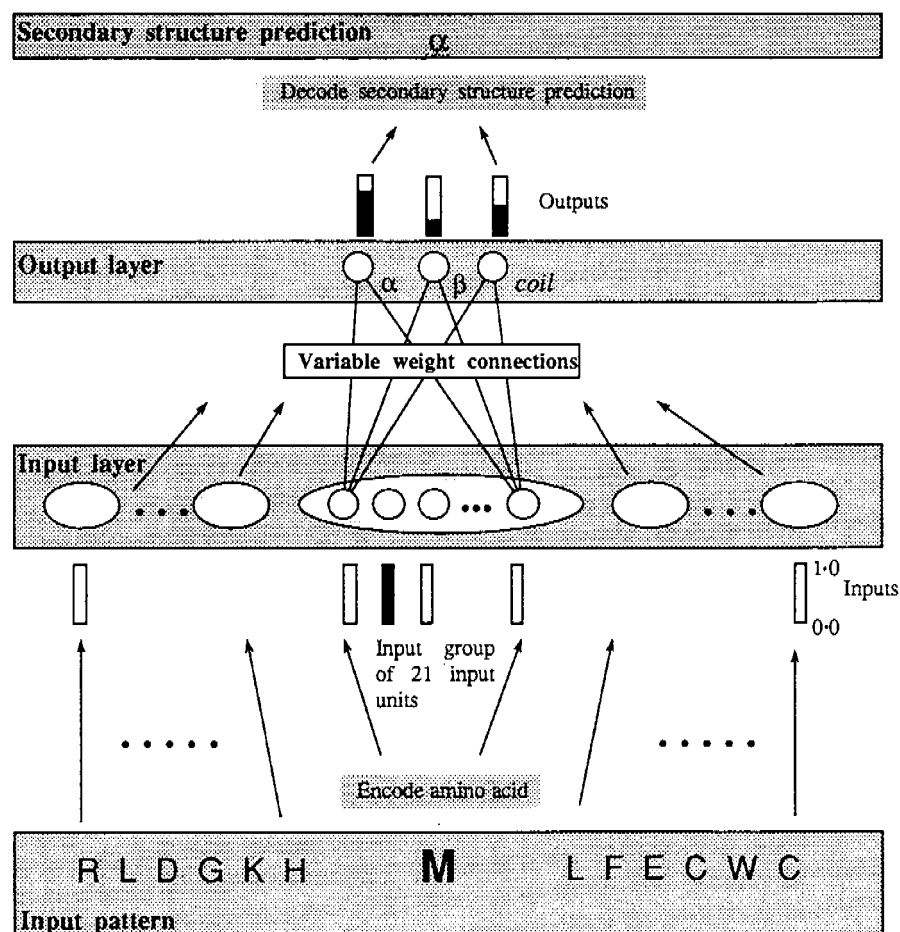 Secondary structure prediction α
Decode secondary structure prediction
Outputs
Output layer
α β coil
Variable weight connections
Input layer
1·0
Inputs
0·0
Input group
of 21 input
units
Encode amino acid
R L D G K H M L F E C W C
Input pattern